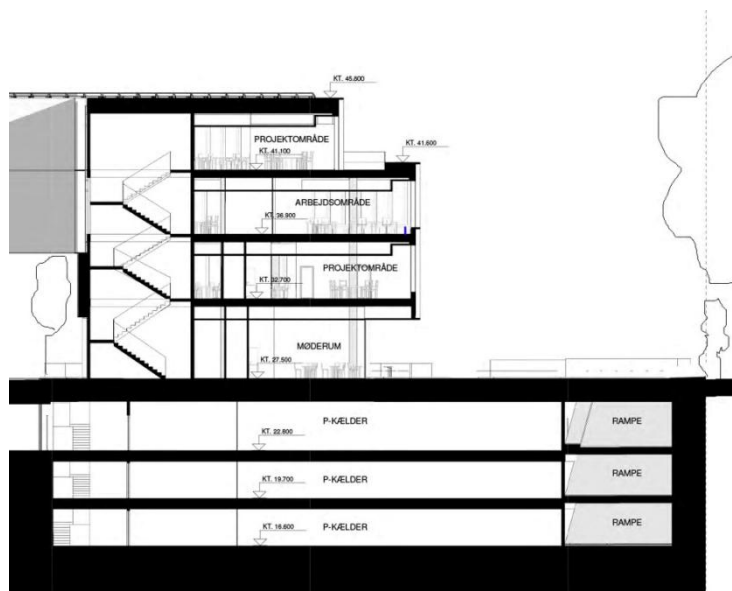 KT. 45.800
PROJEKTOMRÅDE
KT. 41.600
KT. 41.100
ARBEJDSOMRÅDE
KT. 36.900
PROJEKTOMRÅDE
KT. 32.700
MØDERUM
KT. 27.500
P-KÆLDER
RAMPE
KT. 22.800
P-KÆLDER
RAMPE
KT. 19.700
P-KÆLDER
RAMPE
KT. 16.600